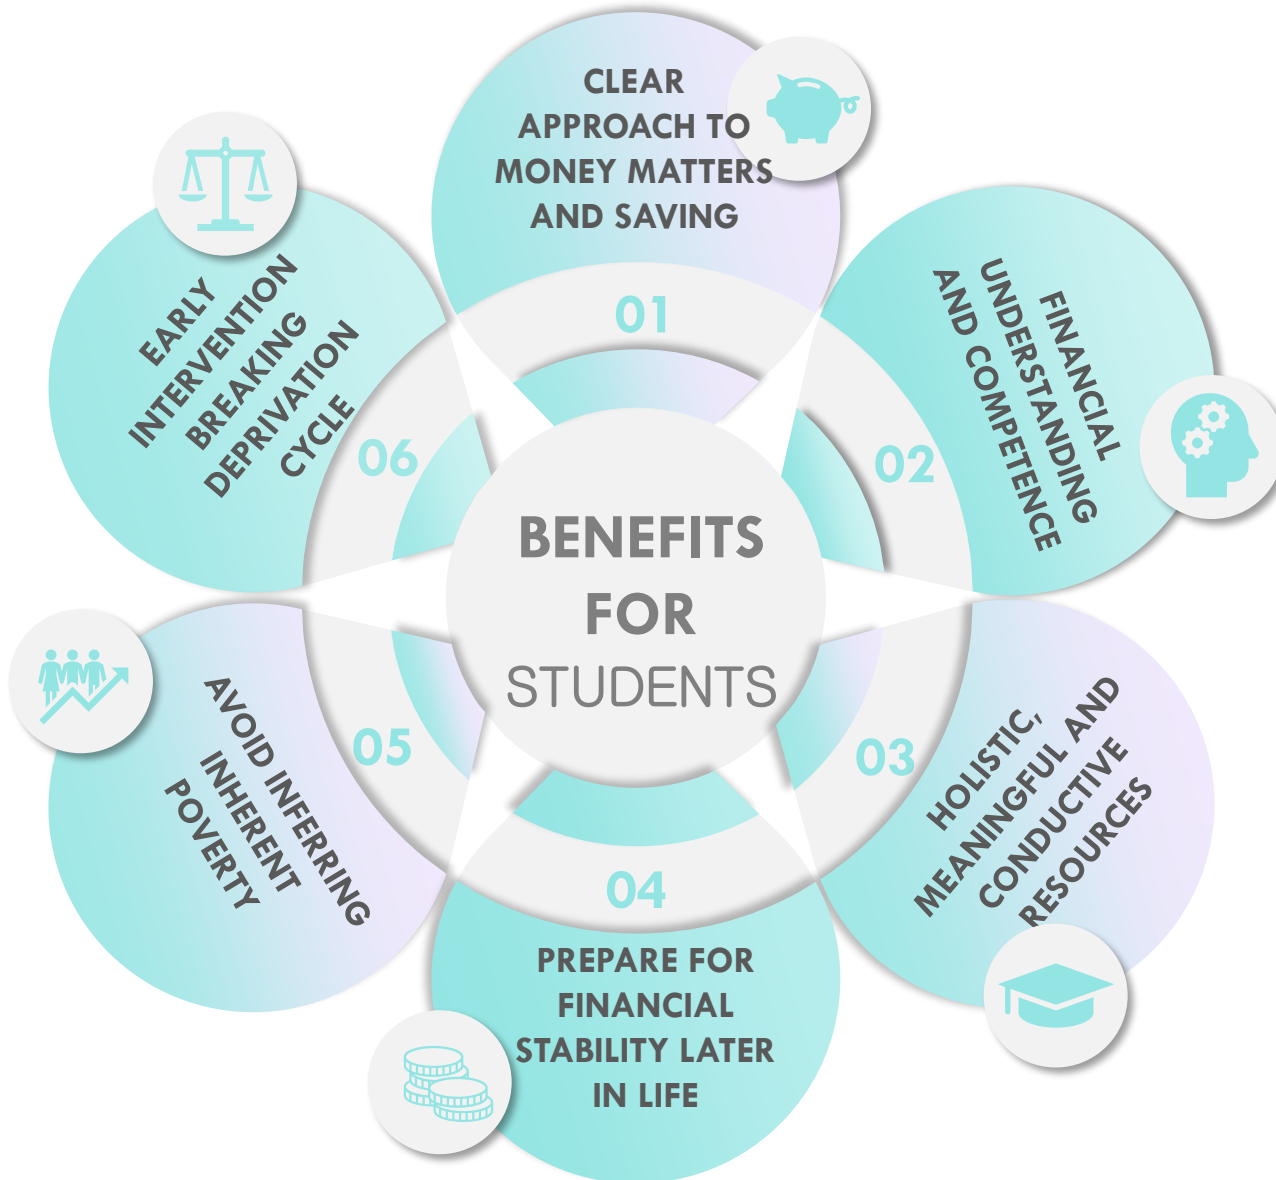 CLEAR
APPROACH TO
MONEY MATTERS
AND SAVING
01
FINANCIAL
UNDERSTANDING
AND COMPETENCE
02
HOLISTIC,
MEANINGFUL AND
CONDUCTIVE
RESOURCES
03
PREPARE FOR
FINANCIAL
STABILITY LATER
IN LIFE
04
AVOID INFERRING
INHERENT
POVERTY
05
EARLY
INTERVENTION
BREAKING
DEPRIVATION
CYCLE
06
BENEFITS
FOR
STUDENTS